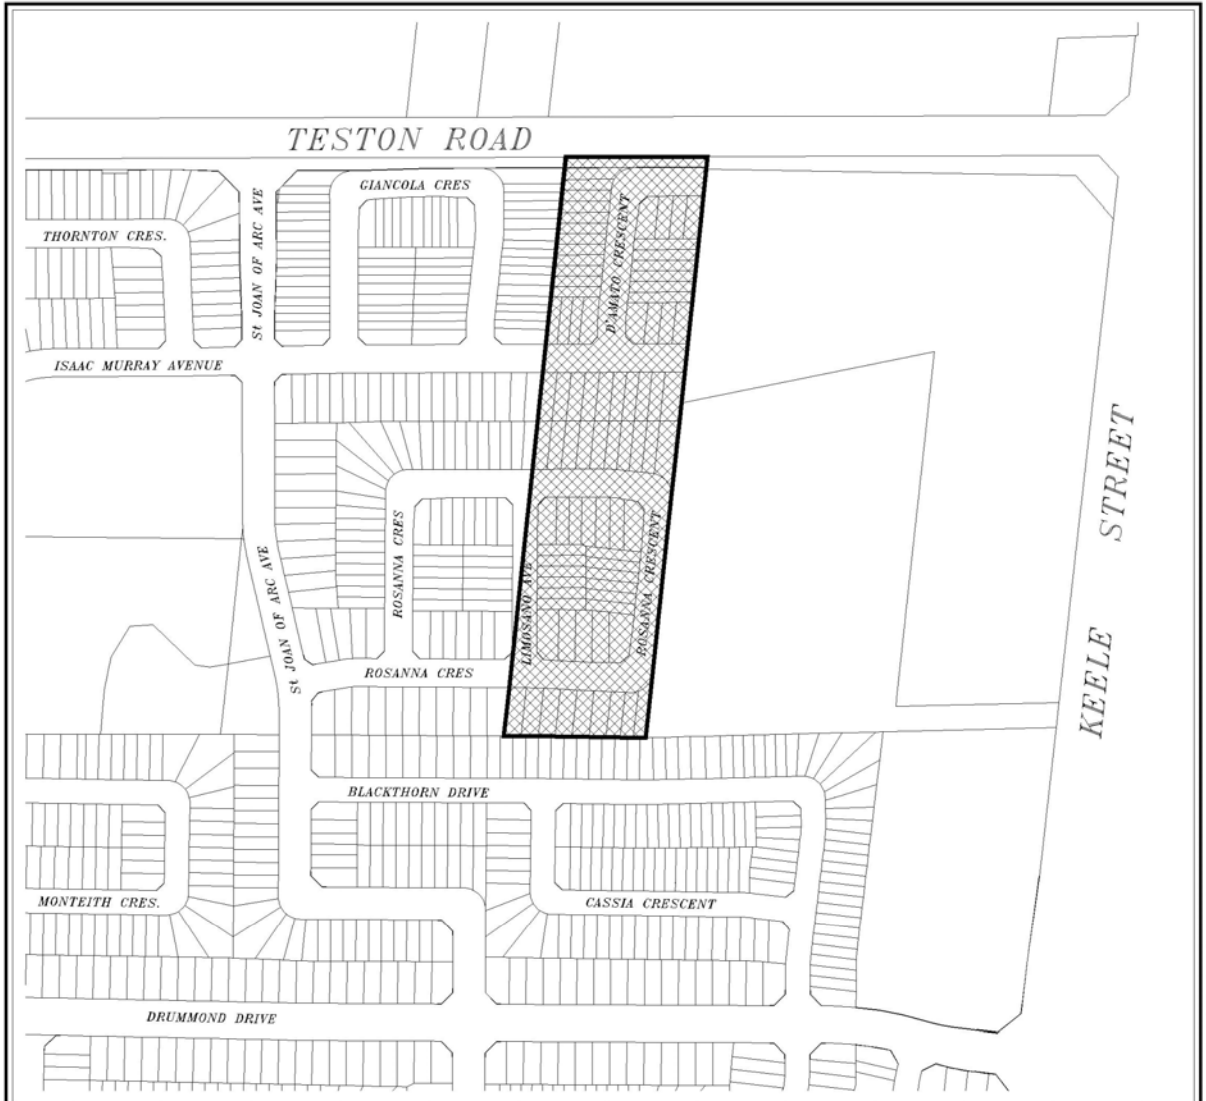 TESTON ROAD
GIANCOLA CRES
St JOAN OF ARC AVE
D'AMATO CRESCENT
THORNTON CRES.
ISAAC MURRAY AVENUE
KEELE STREET
ROSANNA CRES
LIMOSANO AVE
ROSANNA CRESCENT
St JOAN OF ARC AVE
ROSANNA CRES
BLACKTHORN DRIVE
MONTEITH CRES.
CASSIA CRESCENT
DRUMMOND DRIVE